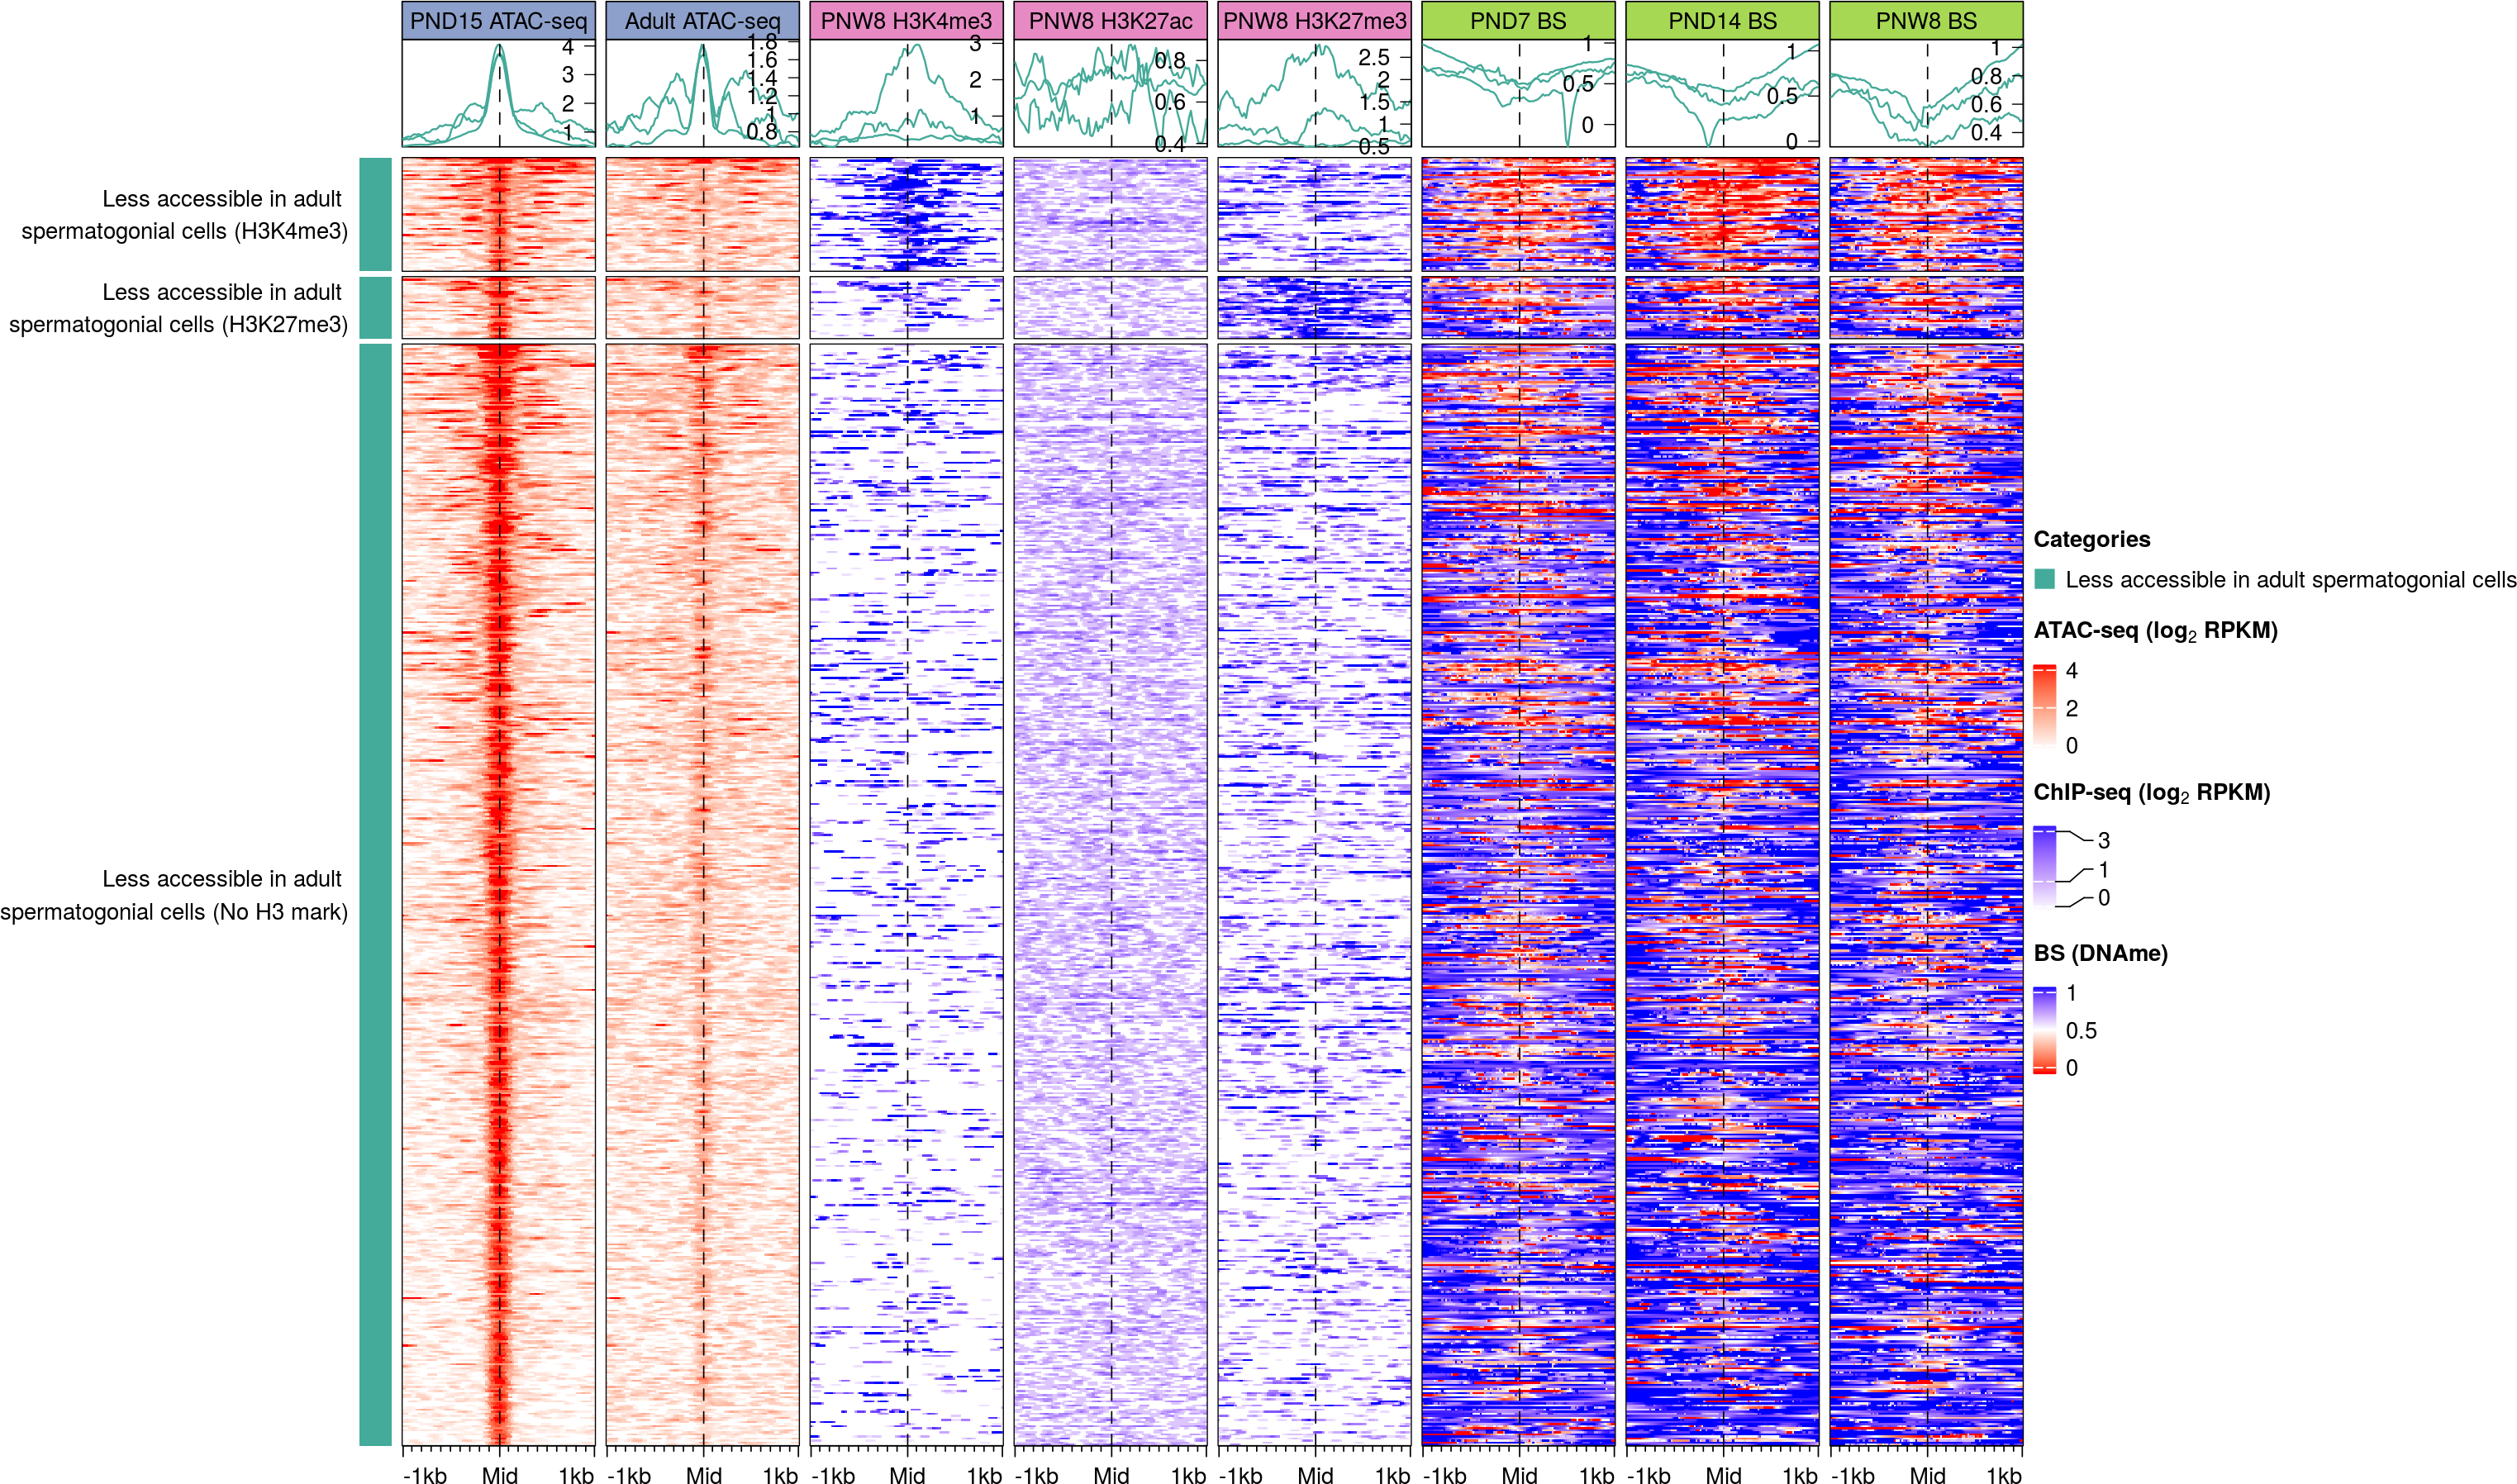 PND15 ATAC-seq
Adult ATAC-seq
PNW8 H3K4me3
PNW8 H3K27ac
PNW8 H3K27me3
PND7 BS
PND14 BS
PNW8 BS
4
3
2
1
1.8
1.6
1.4
1.2
1
0.8
3
2
1
0.8
0.6
0.4
2.5
2
1.5
1
0.5
1
0.5
0
1
0.5
0
1
0.8
0.6
0.4
Less accessible in adult
spermatogonial cells (H3K4me3)
Less accessible in adult
spermatogonial cells (H3K27me3)
Less accessible in adult
spermatogonial cells (No H3 mark)
-1kb Mid 1kb
-1kb Mid 1kb
-1kb Mid 1kb
-1kb Mid 1kb
-1kb Mid 1kb
-1kb Mid 1kb
-1kb Mid 1kb
-1kb Mid 1kb
Categories
Less accessible in adult spermatogonial cells
ATAC-seq (log₂ RPKM)
4
2
0
ChIP-seq (log₂ RPKM)
3
1
0
BS (DNAme)
1
0.5
0